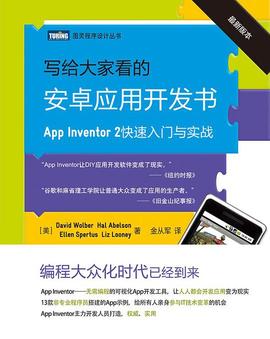 TURING 图灵程序设计丛书
最新版本
写给大家看的
安卓应用开发书
App Inventor 2快速入门与实战
“App Inventor让DIY应用开发软件变成了现实。”
——《纽约时报》
“谷歌和麻省理工学院让普通大众变成了应用的生产者。”
——《旧金山纪事报》
[美] David Wolber Hal Abelson
Ellen Spertus Liz Looney 著 金从军 译
编程大众化时代已经到来
App Inventor——无需编程的可视化App开发工具，让人人都会开发应用变为现实
13款非专业程序员搭建的App示例，给所有人亲身参与IT技术变革的机会
App Inventor主力开发人员打造，权威、实用